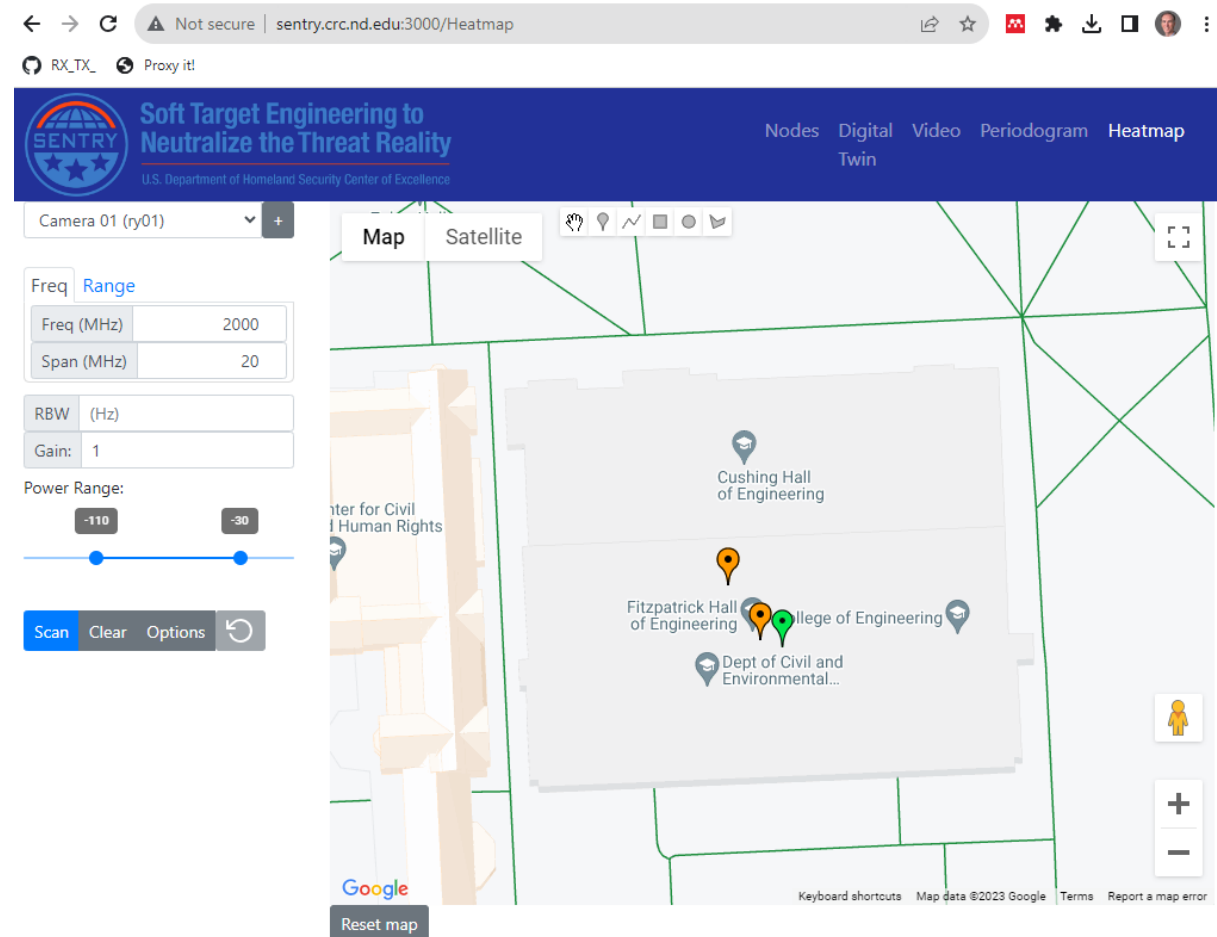 Not secure | sentry.crc.nd.edu:3000/Heatmap
RX_TX_ Proxy it!
SENTRY
Soft Target Engineering to
Neutralize the Threat Reality
U.S. Department of Homeland Security Center of Excellence
Nodes Digital Twin Video Periodogram Heatmap
Camera 01 (ry01) +
Map Satellite
Freq Range
Freq (MHz) 2000
Span (MHz) 20
RBW (Hz)
Gain: 1
Power Range:
-110 -30
Scan Clear Options
Cushing Hall
of Engineering
nter for Civil
d Human Rights
Fitzpatrick Hall
of Engineering
llege of Engineering
Dept of Civil and
Environmental...
Google
Keyboard shortcuts Map data ©2023 Google Terms Report a map error
Reset map